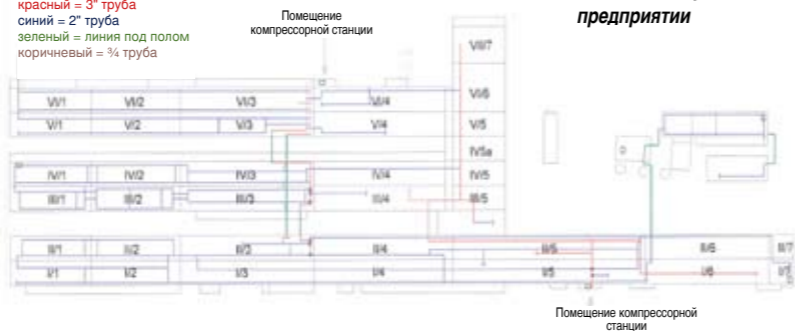 красный = 3" труба
синий = 2" труба
зеленый = линия под полом
коричневый = ¾ труба
Помещение
компрессорной станции
предприятии
VII/7
VI/1 VI/2 VI/3 VI/4 VI/6
V/1 V/2 V/3 V/4 V/5
IV/5a
IV/1 IV/2 IV/3 IV/4 IV/5
III/1 III/2 III/3 III/4 III/5
II/1 II/2 II/3 II/4 II/5 II/6 II/7
I/1 I/2 I/3 I/4 I/5 I/6
Помещение компрессорной
станции